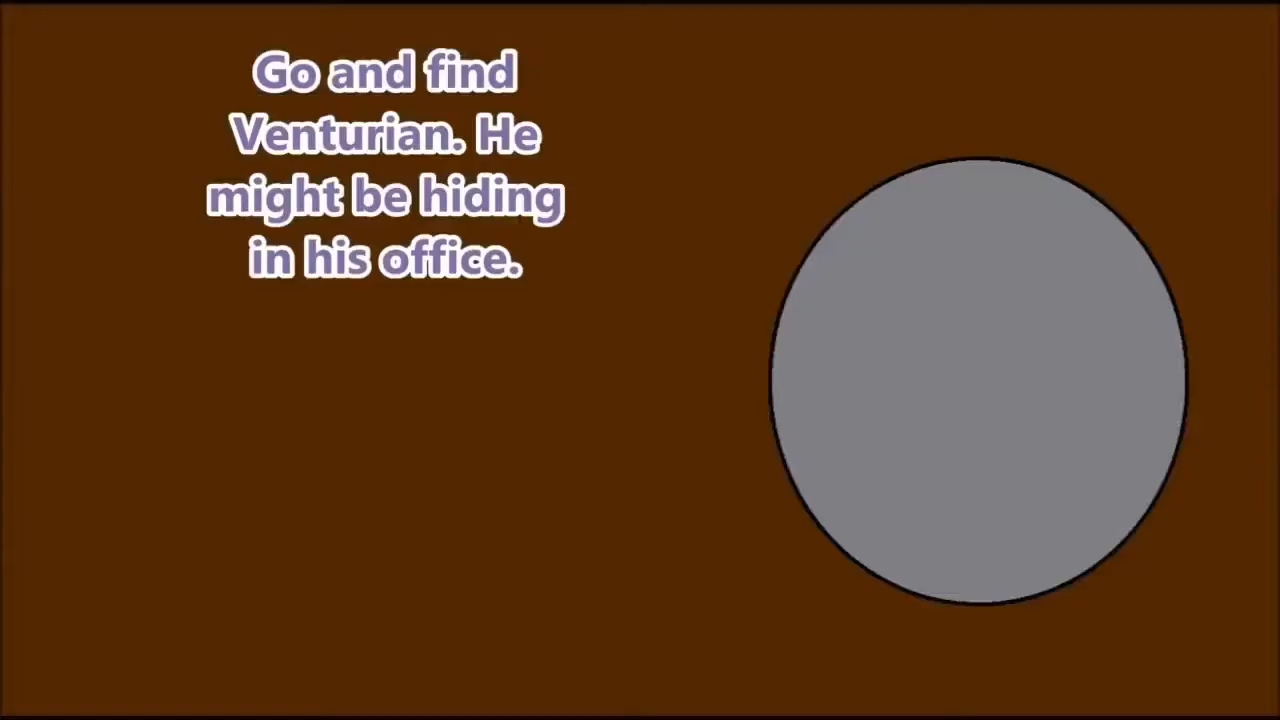 Go and find
Venturian. He
might be hiding
in his office.